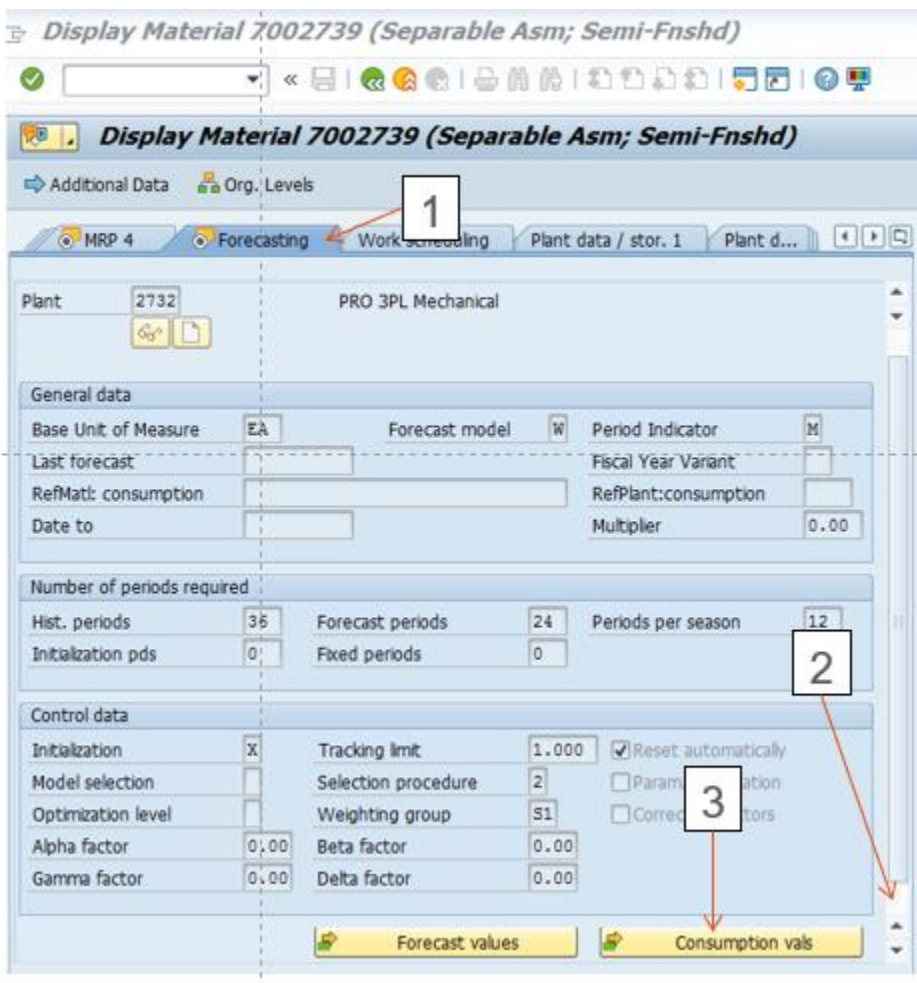 Display Material 7002739 (Separable Asm; Semi-Fnshd)
Display Material 7002739 (Separable Asm; Semi-Fnshd)
Additional Data Org. Levels
1
MRP 4 Forecasting Work scheduling Plant data / stor. 1 Plant d...
Plant 2732 PRO 3PL Mechanical
General data
Base Unit of Measure EA Forecast model W Period Indicator M
Last forecast Fiscal Year Variant
RefMatl: consumption RefPlant:consumption
Date to Multiplier 0.00
Number of periods required
Hist. periods 36 Forecast periods 24 Periods per season 12
Initialization pds 0 Fixed periods 0
2
Control data
Initialization X Tracking limit 1.000 Reset automatically
Model selection Selection procedure 2
3
Optimization level Weighting group S1
Alpha factor 0.00 Beta factor 0.00
Gamma factor 0.00 Delta factor 0.00
Forecast values Consumption vals